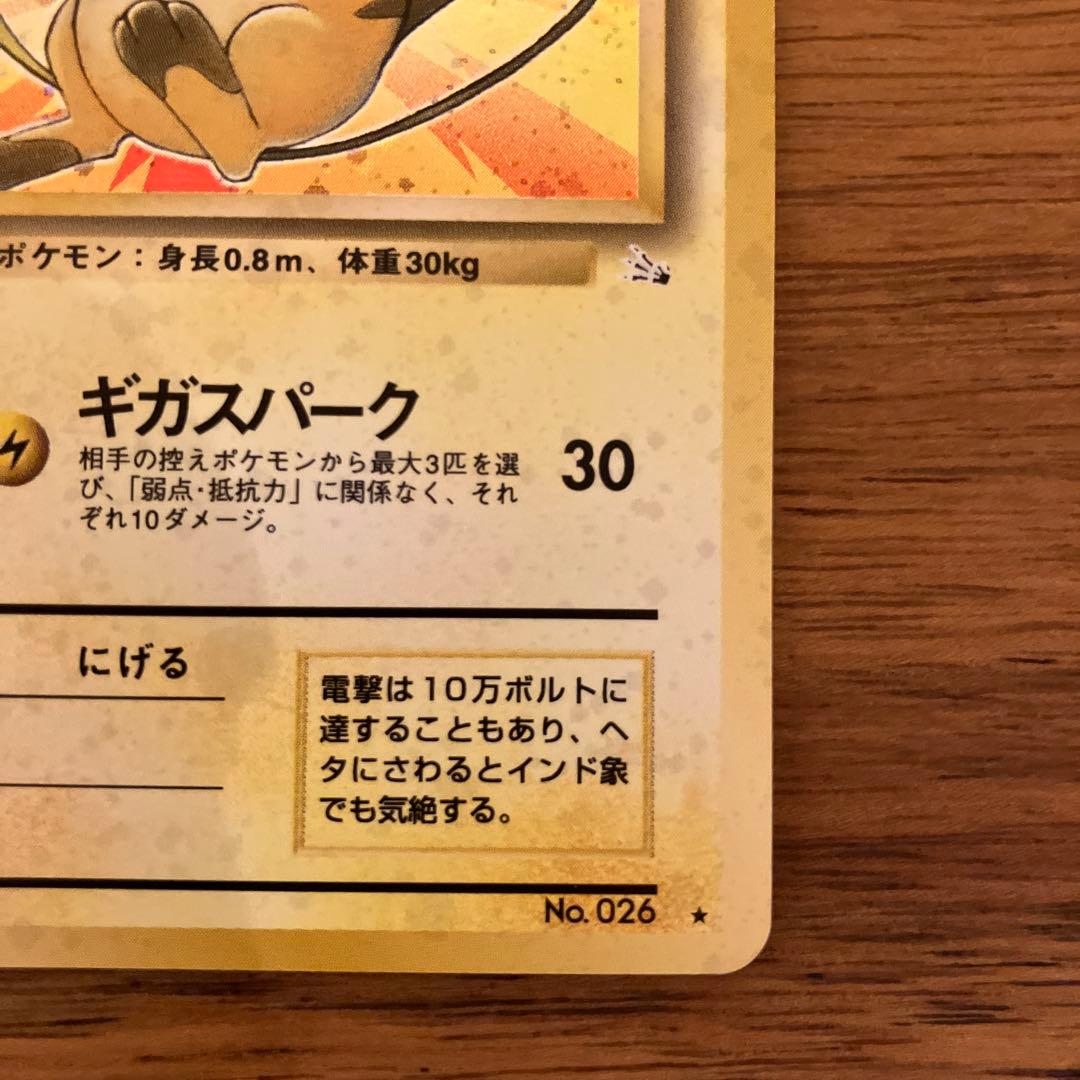 ポケモン：身長0.8m、体重30kg
ギガスパーク
30
相手の控えポケモンから最大3匹を選
び、「弱点・抵抗力」に関係なく、それ
ぞれ10ダメージ。
にげる
電撃は10万ボルトに
達することもあり、ヘ
タにさわるとインド象
でも気絶する。
No. 026 ★